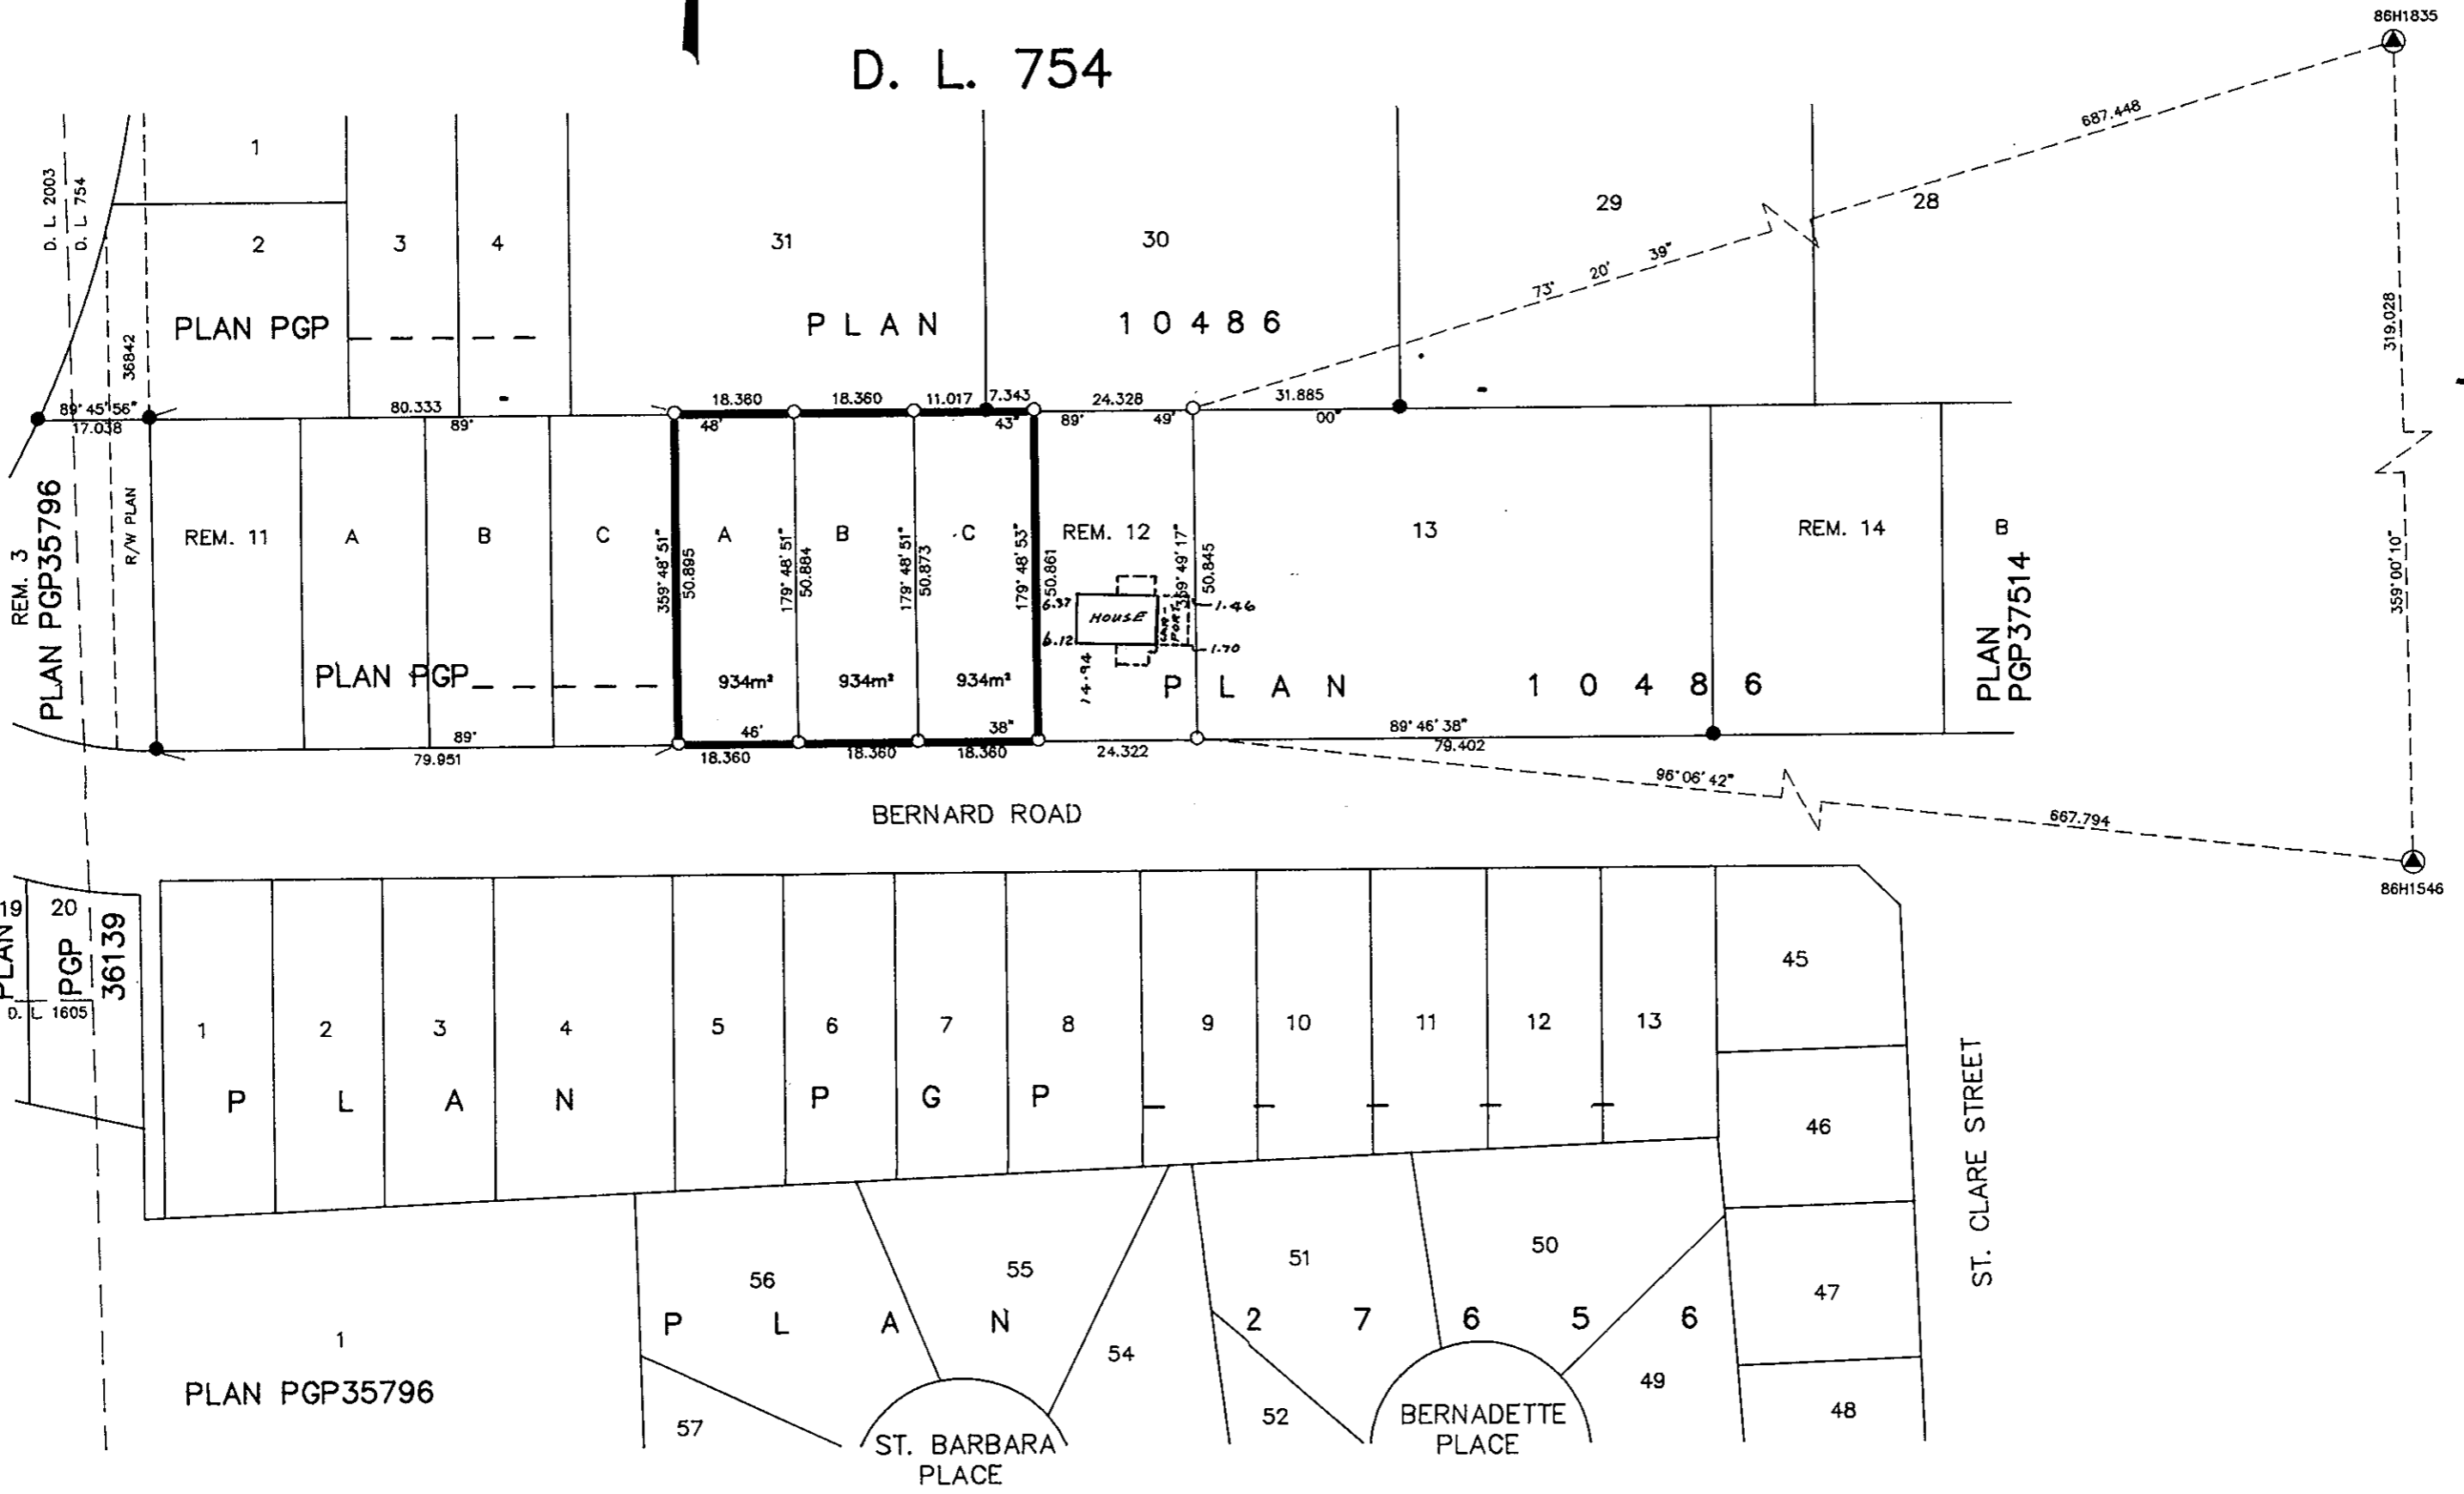 86H1835
D. L. 754
687.448
1
D. L. 2003
D. L 754
29
28
2
3
4
31
30
73° 20' 39"
319.028
PLAN PGP
PLAN 10486
36842
89° 45' 56"
17.038
80.333
89°
18.360
18.360
11.017
7.343
24.328
31.885
48'
43"
89°
49'
00"
REM. 3
PLAN PGP35796
R/W PLAN
REM. 11
A
B
C
359° 48' 51"
50.895
A
179° 48' 51"
50.884
B
179° 48' 51"
50.873
C
179° 48' 53"
50.861
REM. 12
359° 49' 17"
50.845
13
REM. 14
B
PLAN
PGP37514
359° 00' 10"
6.37
HOUSE
CAR-
PORT
1.46
6.12
1.70
14.94
PLAN PGP
934m²
934m²
934m²
PLAN 10486
89°
46'
38"
89° 46' 38"
79.951
18.360
18.360
18.360
24.322
79.402
96° 06' 42"
BERNARD ROAD
667.794
86H1546
19
20
PLAN
PGP
36139
D. L 1605
45
1
2
3
4
5
6
7
8
9
10
11
12
13
PLAN PGP
46
ST. CLARE STREET
56
55
51
50
47
PLAN 27656
1
54
49
PLAN PGP35796
57
52
48
ST. BARBARA
PLACE
BERNADETTE
PLACE